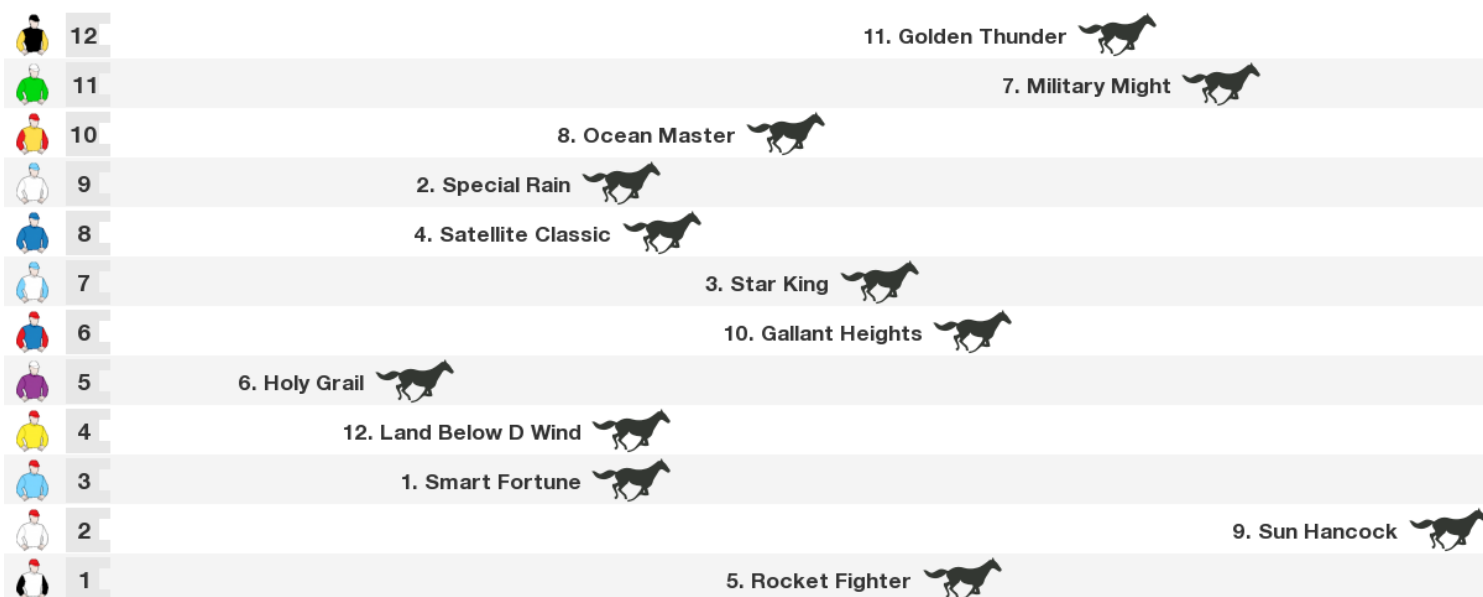 12 11. Golden Thunder
11 7. Military Might
10 8. Ocean Master
9 2. Special Rain
8 4. Satellite Classic
7 3. Star King
6 10. Gallant Heights
5 6. Holy Grail
4 12. Land Below D Wind
3 1. Smart Fortune
2 9. Sun Hancock
1 5. Rocket Fighter